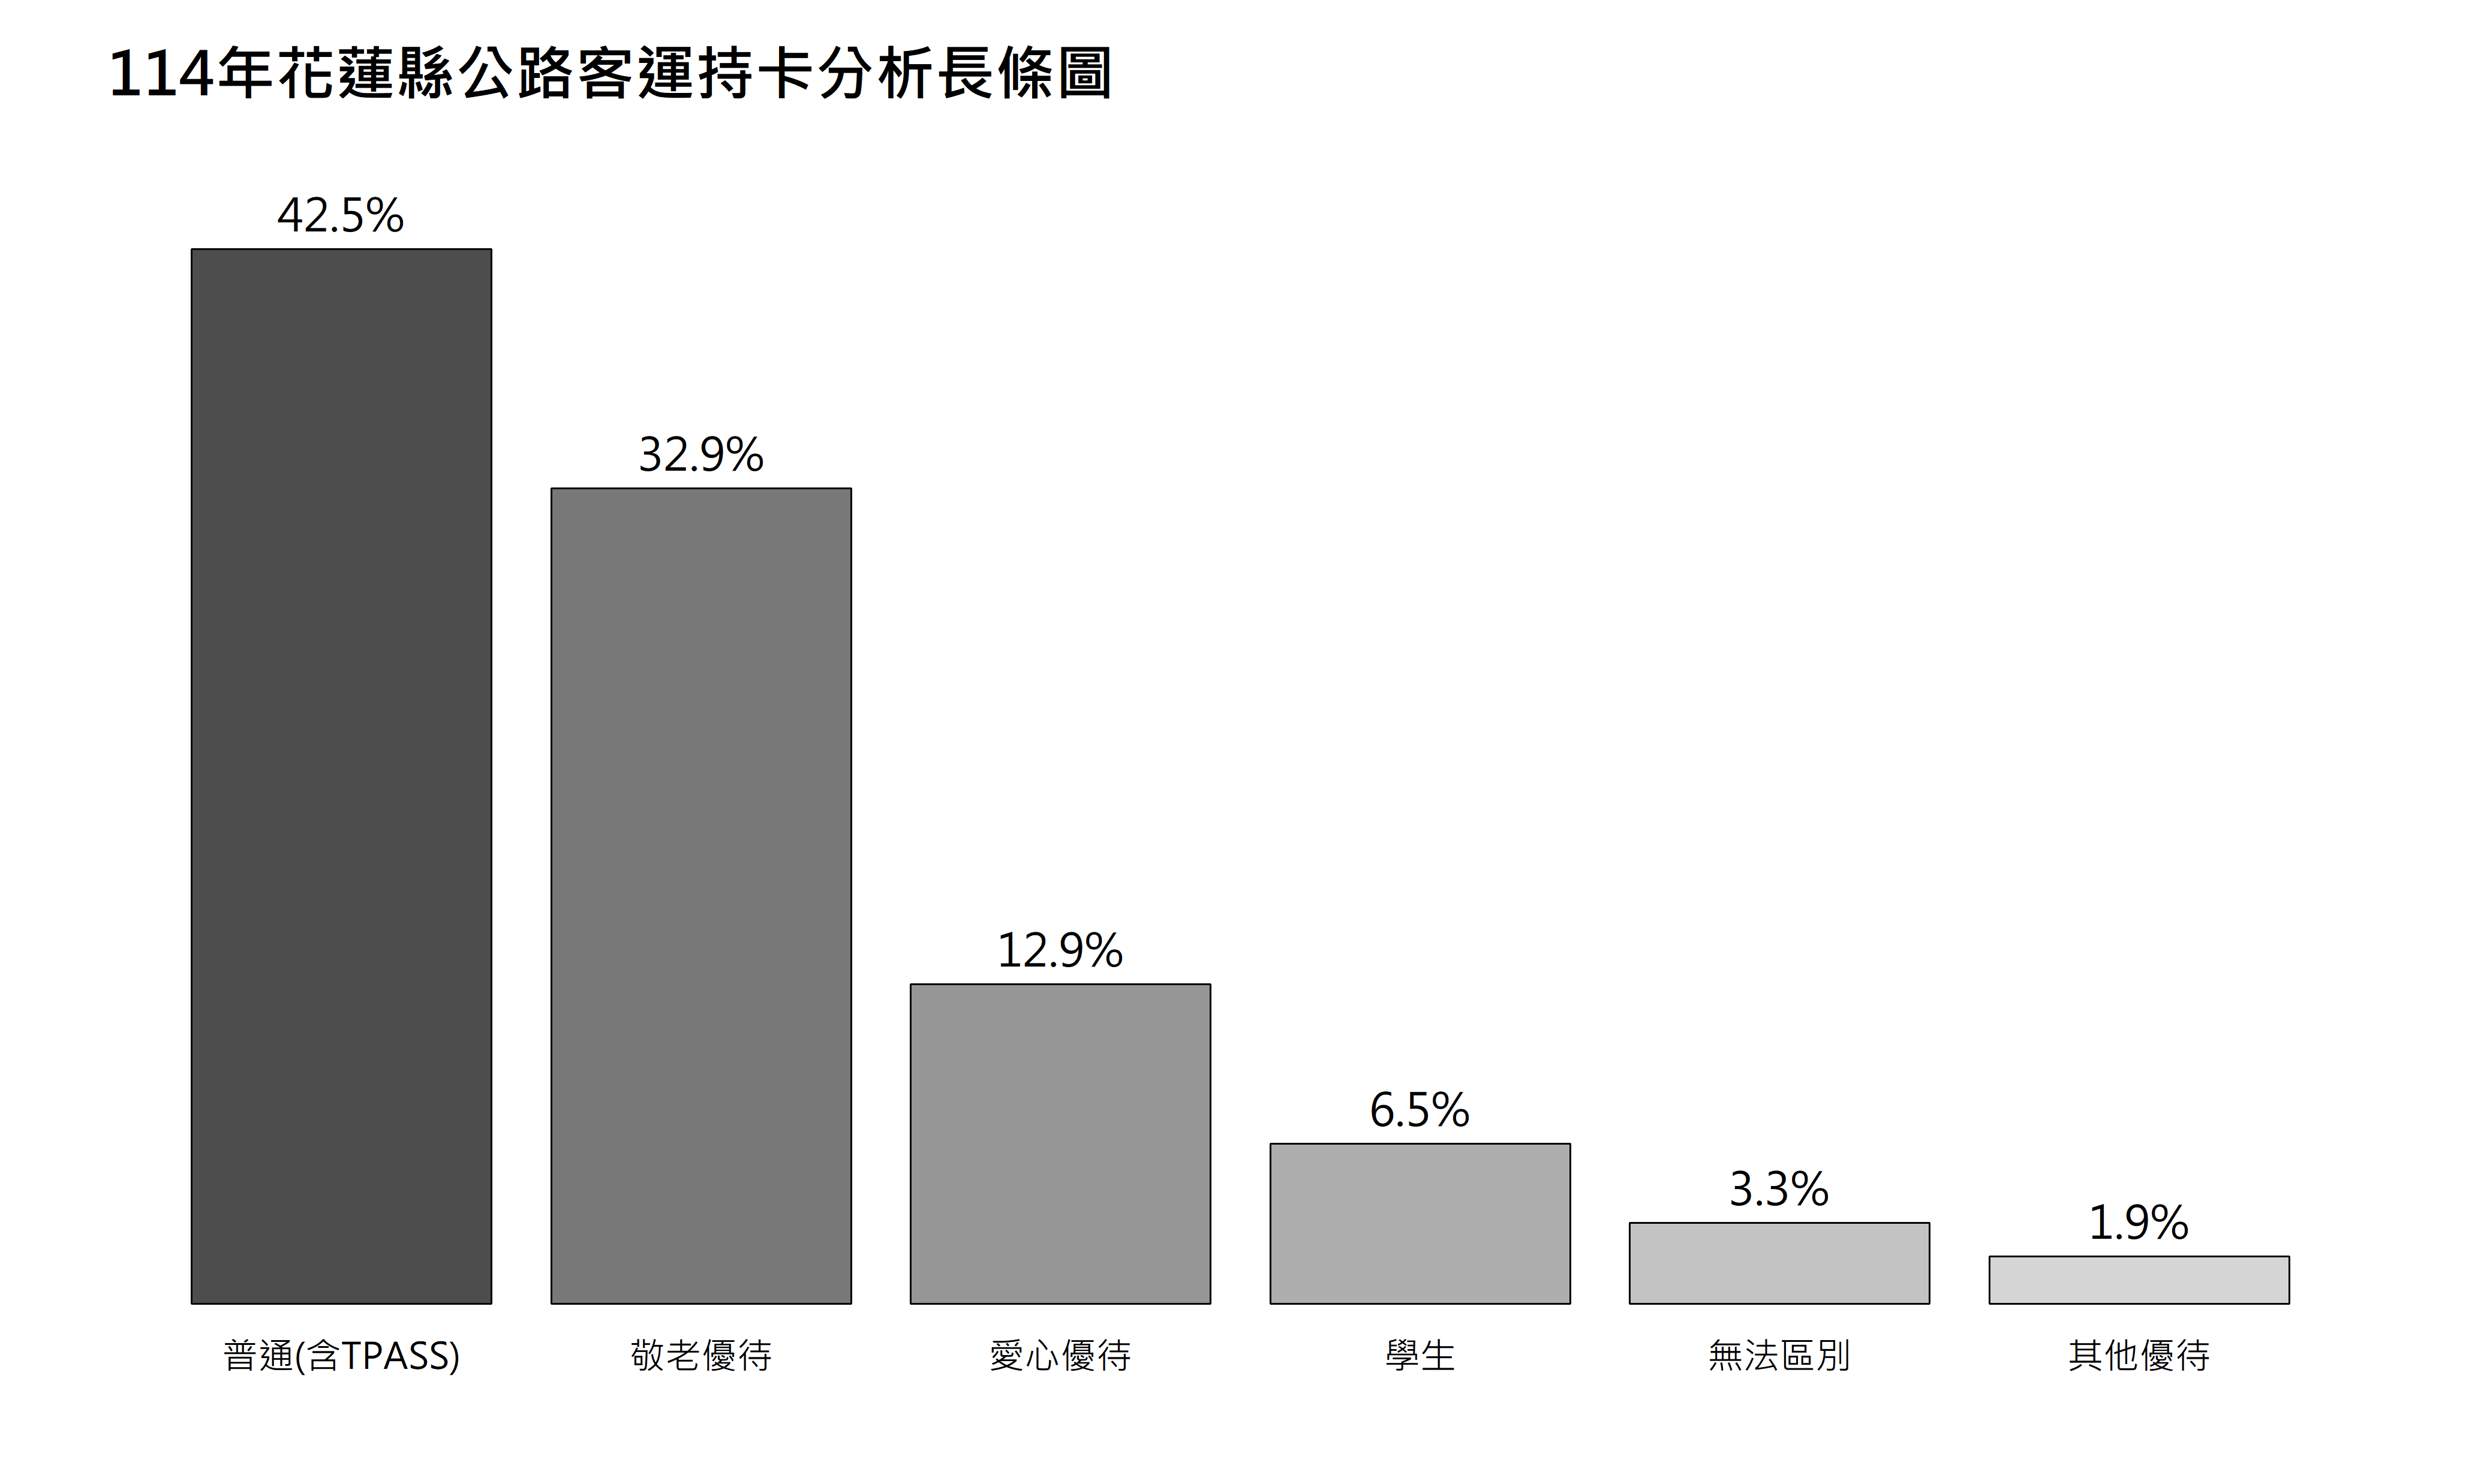 114年花蓮縣公路客運持卡分析長條圖
42.5%
32.9%
12.9%
6.5%
3.3%
1.9%
普通(含TPASS)
敬老優待
愛心優待
學生
無法區別
其他優待